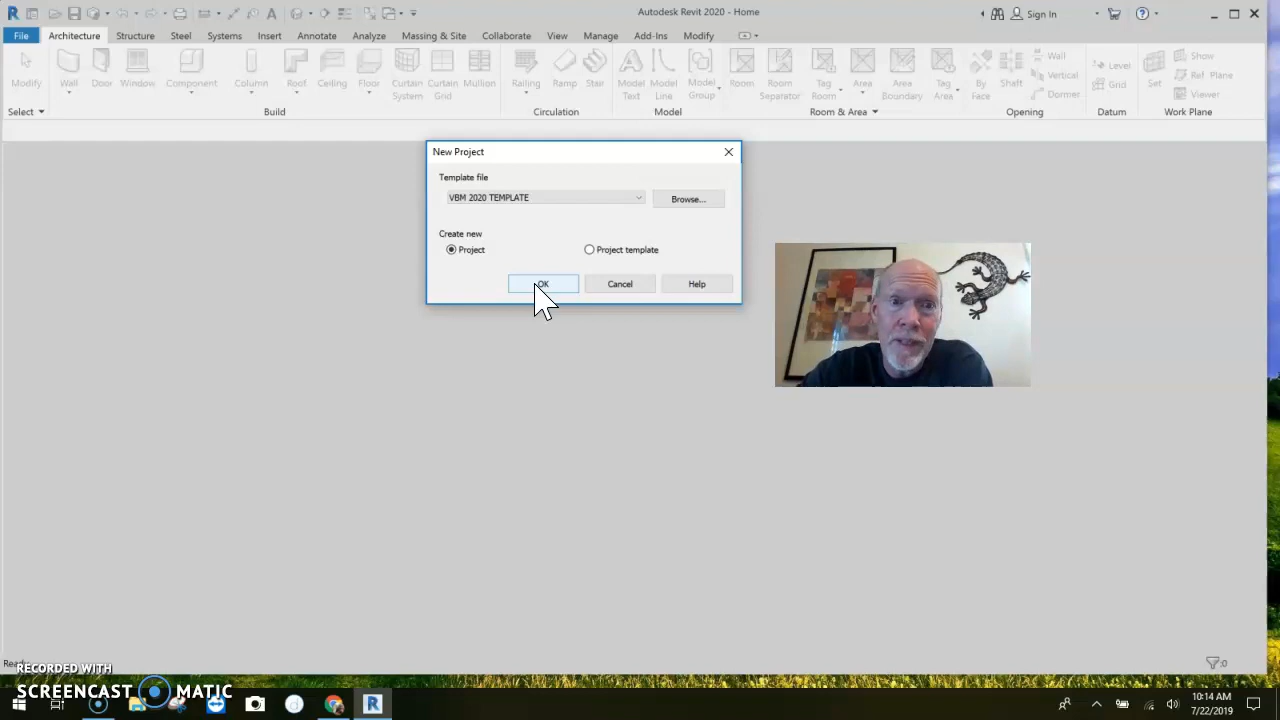 Autodesk Revit 2020 - Home
Sign In
File Architecture Structure Steel Systems Insert Annotate Analyze Massing & Site Collaborate View Manage Add-Ins Modify
Modify Wall Door Window Component Column Roof Ceiling Floor Curtain System Curtain Grid Mullion Railing Ramp Stair Model Text Model Line Model Group Room Room Separator Tag Room Area Area Boundary Tag Area By Face Shaft Wall Vertical Dormer Level Grid Set Show Ref Plane Viewer
Select Build Circulation Model Room & Area Opening Datum Work Plane
New Project
Template file
VBM 2020 TEMPLATE
Browse...
Create new
Project Project template
OK Cancel Help
RECORDED WITH
SCREENCAST MATIC
10:14 AM
7/22/2019